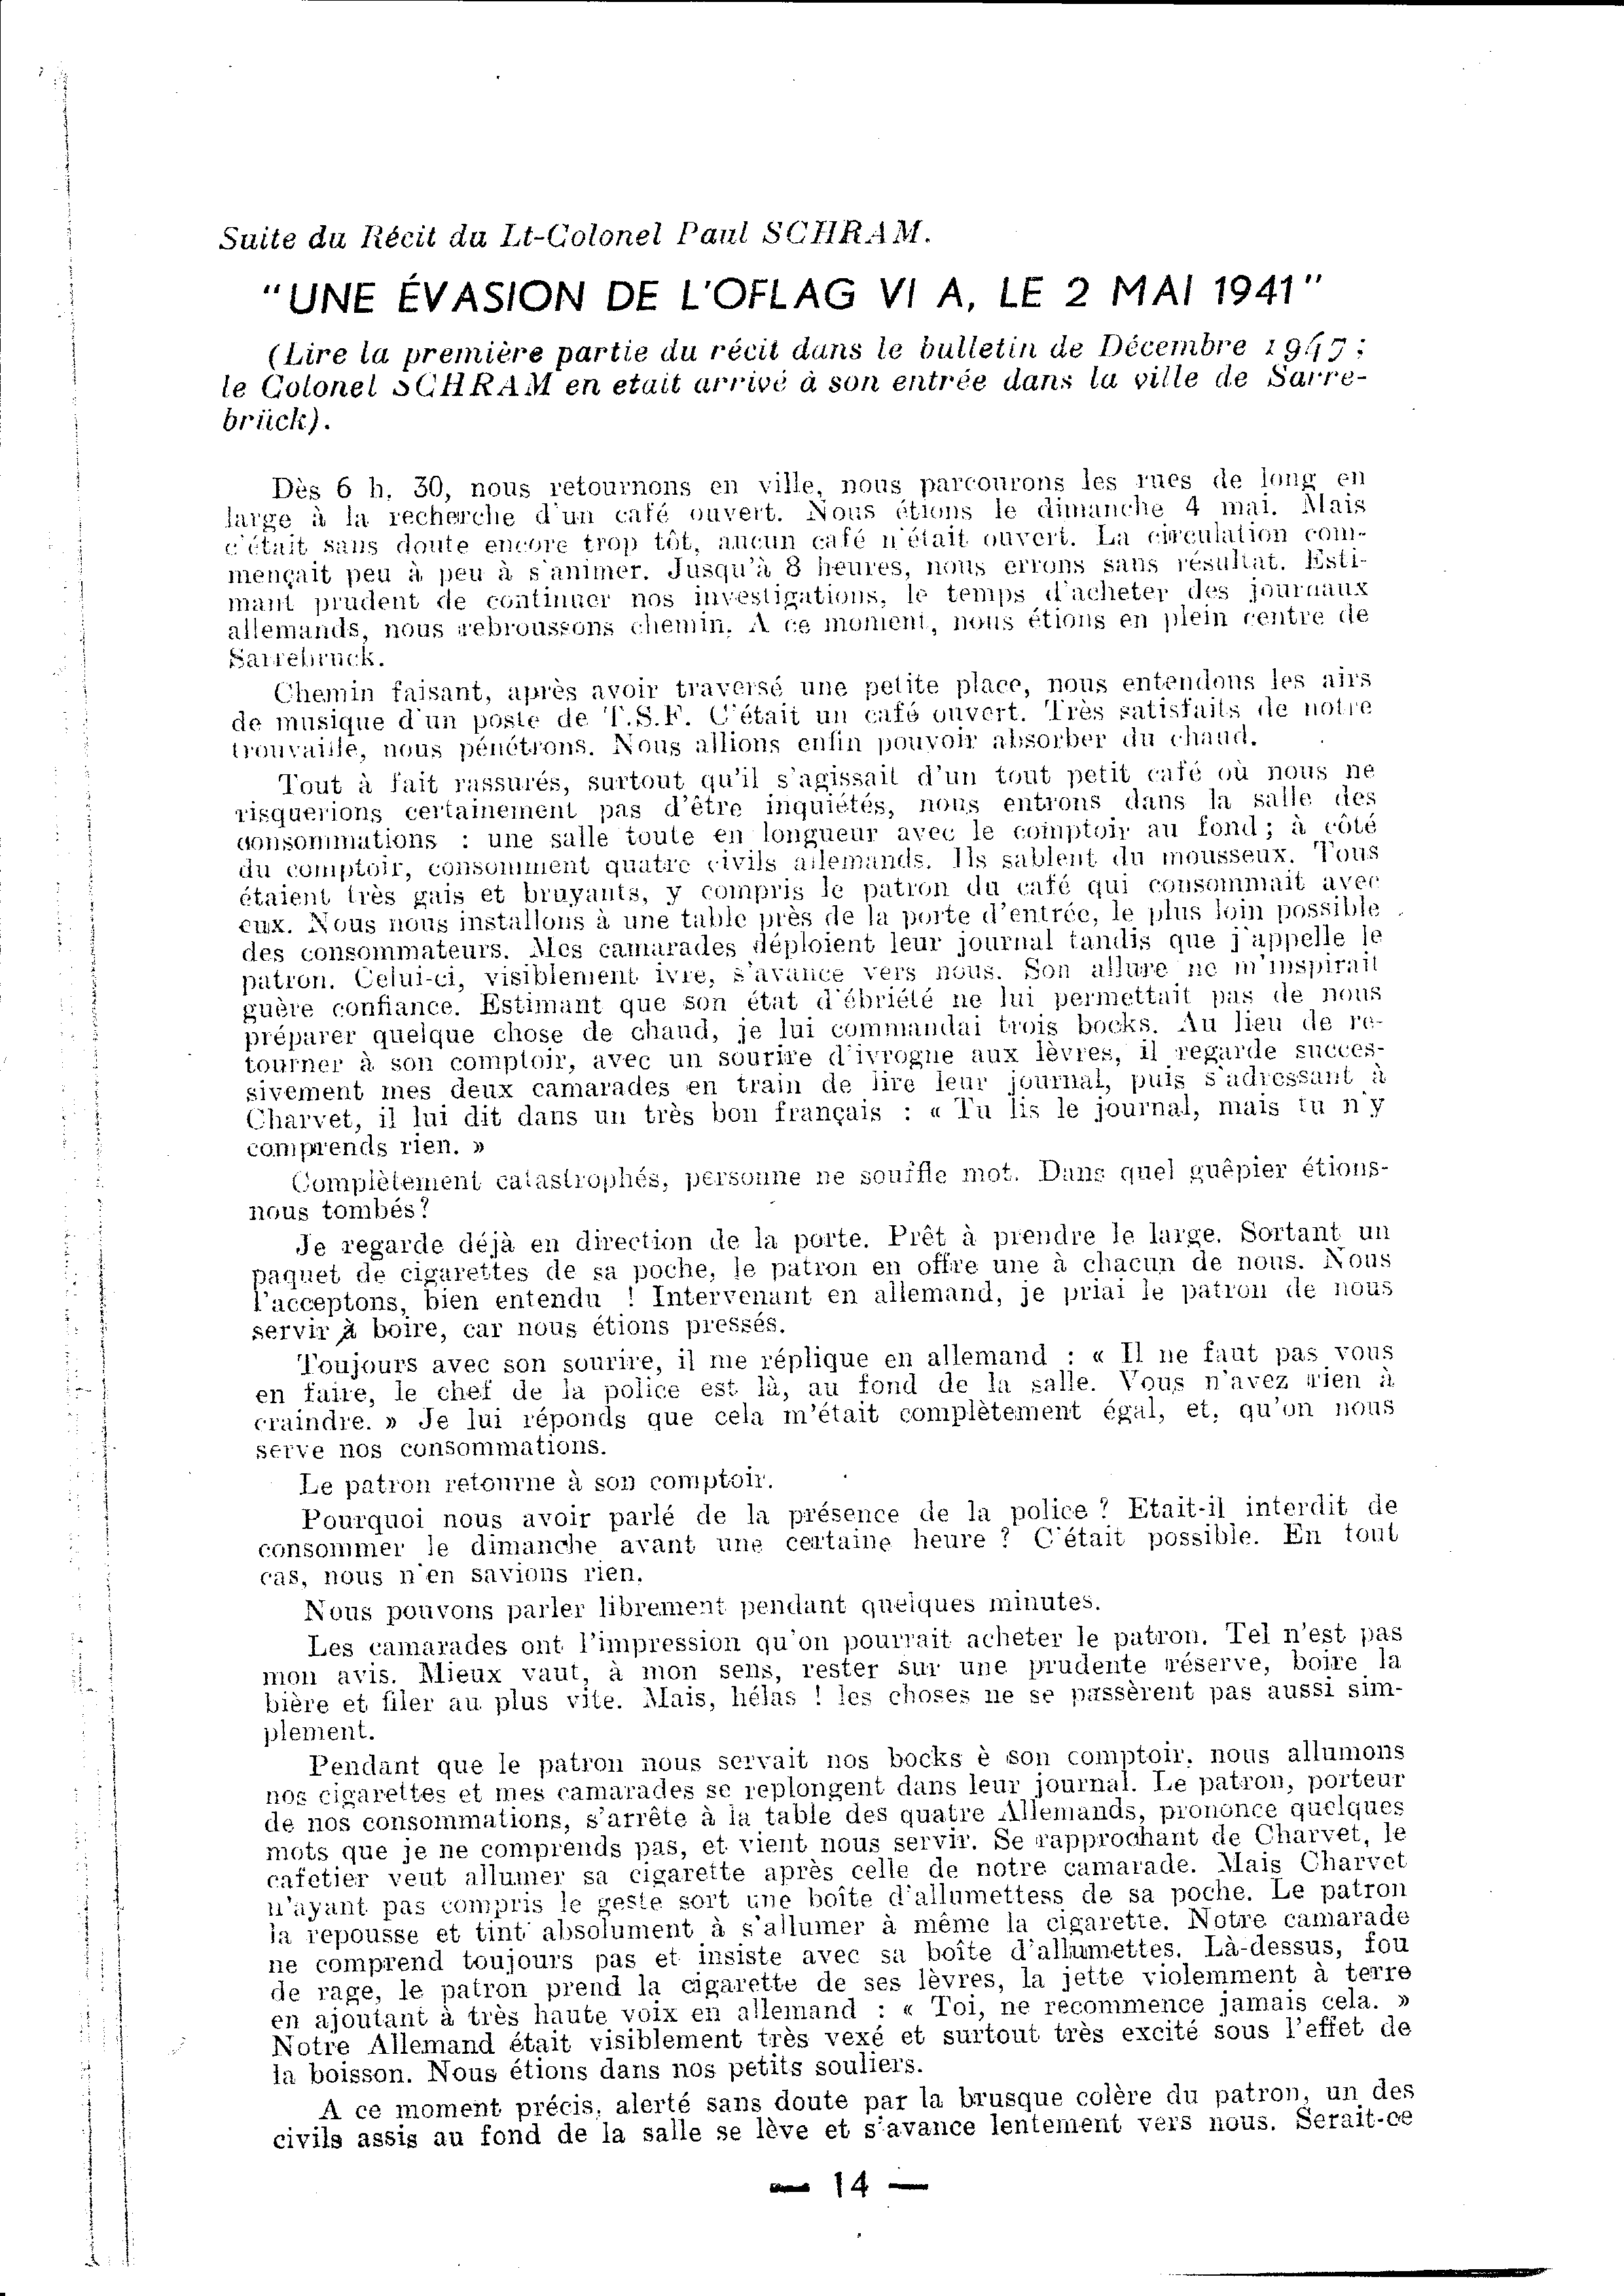 Suite du Récit du Lt-Colonel Paul SCHRAM.
"UNE ÉVASION DE L'OFLAG VI A, LE 2 MAI 1941"
(Lire la première partie du récit dans le bulletin de Décembre
le Colonel SCHRAM en etait arrivé à son entrée dans la ville de Sarre-
brück).
Dès 6 h. 30, nous retournons en ville, nous parcourons les rues de long en
large à la recherche d'un café ouvert. Nous étions le dimanche 4 mai. Mais
c'était sans doute encore trop tôt, aucun café n'était ouvert. La circulation com-
mençait peu à peu à s'animer. Jusqu'à 8 heures, nous errons sans résultat. Esti-
mant prudent de continuer nos investigations, le temps d'acheter des journaux
allemands, nous rebroussons chemin. A ce moment, nous étions en plein centre de
Sarrebruck.
Chemin faisant, après avoir traversé une petite place, nous entendons les airs
de musique d'un poste de T.S.F. C'était un café ouvert. Très satisfaits de notre
trouvaille, nous pénétrons. Nous allions enfin pouvoir absorber du chaud.
Tout à fait rassurés, surtout qu'il s'agissait d'un tout petit café où nous ne
risquerions certainement pas d'être inquiétés, nous entrons dans la salle des
consommations : une salle toute en longueur avec le comptoir au fond; à côté
du comptoir, consomment quatre civils allemands. Ils sablent du mousseux. Tous
étaient très gais et bruyants, y compris le patron du café qui consommait avec
eux. Nous nous installons à une table près de la porte d'entrée, le plus loin possible
des consommateurs. Mes camarades déploient leur journal tandis que j'appelle le
patron. Celui-ci, visiblement ivre, s'avance vers nous. Son allure ne m'inspirait
guère confiance. Estimant que son état d'ébriété ne lui permettait pas de nous
préparer quelque chose de chaud, je lui commandai trois bocks. Au lieu de re-
tourner à son comptoir, avec un sourire d'ivrogne aux lèvres, il regarde succes-
sivement mes deux camarades en train de lire leur journal, puis s'adressant à
Charvet, il lui dit dans un très bon français : « Tu lis le journal, mais tu n'y
comprends rien. »
Complètement catastrophés, personne ne souffle mot. Dans quel guêpier étions-
nous tombés?
Je regarde déjà en direction de la porte. Prêt à prendre le large. Sortant un
paquet de cigarettes de sa poche, le patron en offre une à chacun de nous. Nous
l'acceptons, bien entendu ! Intervenant en allemand, je priai le patron de nous
servir à boire, car nous étions pressés.
Toujours avec son sourire, il me réplique en allemand : « Il ne faut pas vous
en faire, le chef de la police est là, au fond de la salle. Vous n'avez rien à
craindre. » Je lui réponds que cela m'était complètement égal, et, qu'on nous
serve nos consommations.
Le patron retourne à son comptoir.
Pourquoi nous avoir parlé de la présence de la police ? Etait-il interdit de
consommer le dimanche avant une certaine heure ? C'était possible. En tout
cas, nous n'en savions rien.
Nous pouvons parler librement pendant quelques minutes.
Les camarades ont l'impression qu'on pourrait acheter le patron. Tel n'est pas
mon avis. Mieux vaut, à mon sens, rester sur une prudente réserve, boire la
bière et filer au plus vite. Mais, hélas ! les choses ne se passèrent pas aussi sim-
plement.
Pendant que le patron nous servait nos bocks è son comptoir, nous allumons
nos cigarettes et mes camarades se replongent dans leur journal. Le patron, porteur
de nos consommations, s'arrête à la table des quatre Allemands, prononce quelques
mots que je ne comprends pas, et vient nous servir. Se rapprochant de Charvet, le
cafetier veut allumer sa cigarette après celle de notre camarade. Mais Charvet
n'ayant pas compris le geste sort une boîte d'allumettess de sa poche. Le patron
la repousse et tint absolument à s'allumer à même la cigarette. Notre camarade
ne comprend toujours pas et insiste avec sa boîte d'allumettes. Là-dessus, fou
de rage, le patron prend la cigarette de ses lèvres, la jette violemment à terre
en ajoutant à très haute voix en allemand : « Toi, ne recommence jamais cela. »
Notre Allemand était visiblement très vexé et surtout très excité sous l'effet de
la boisson. Nous étions dans nos petits souliers.
A ce moment précis, alerté sans doute par la brusque colère du patron, un des
civils assis au fond de la salle se lève et s'avance lentement vers nous. Serait-ce
— 14 —